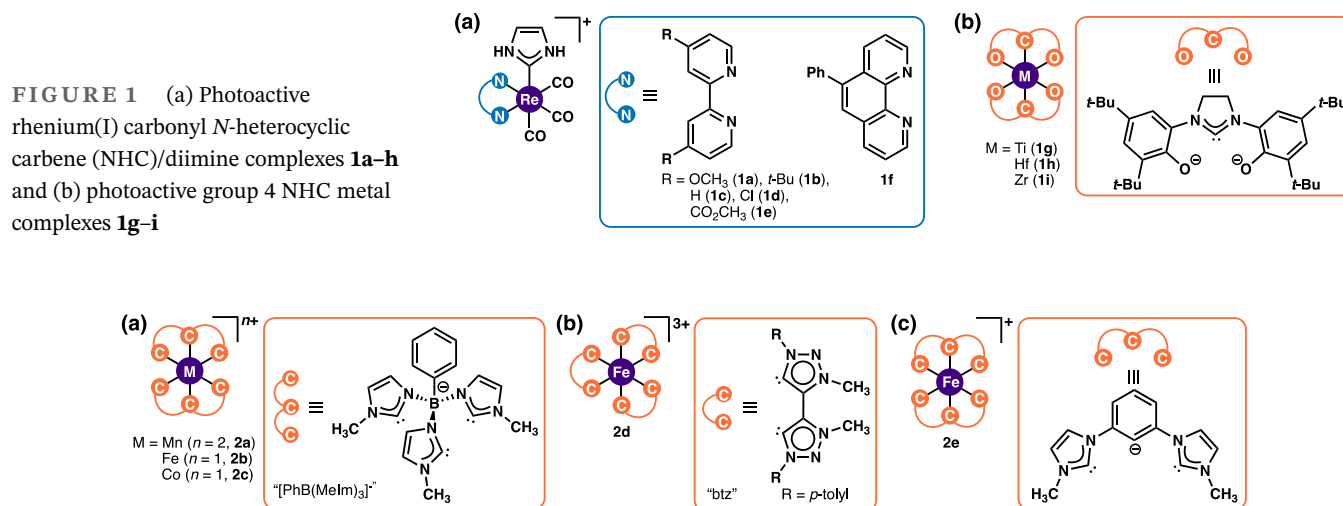 FIGURE 1 (a) Photoactive
rhenium(I) carbonyl N-heterocyclic
carbene (NHC)/diimine complexes 1a–h
and (b) photoactive group 4 NHC metal
complexes 1g–i
(a)
+
HN NH
N
N
Re
CO
CO
CO
N
N
≡
R
N
N
R
R = OCH3 (1a), t-Bu (1b),
H (1c), Cl (1d),
CO2CH3 (1e)
Ph
N
N
1f
(b)
C
O O
M
O O
C
M = Ti (1g)
Hf (1h)
Zr (1i)
O C O
≡
t-Bu
N N
t-Bu
O⊖
⊖O
t-Bu
t-Bu
(a)
n+
C
C C
M
C C
C
M = Mn (n = 2, 2a)
Fe (n = 1, 2b)
Co (n = 1, 2c)
C
C
C
≡
⊖
N B N
N N N
H3C
CH3
N
CH3
"[PhB(MeIm)3]-"
(b)
3+
C
C C
Fe
C C
C
2d
C
C
≡
R
N N
N
CH3
CH3
N
N N
R
"btz"
R = p-tolyl
(c)
+
C C
C Fe C
C C
2e
C C C
≡
N
⊖
N
N
N
H3C
CH3